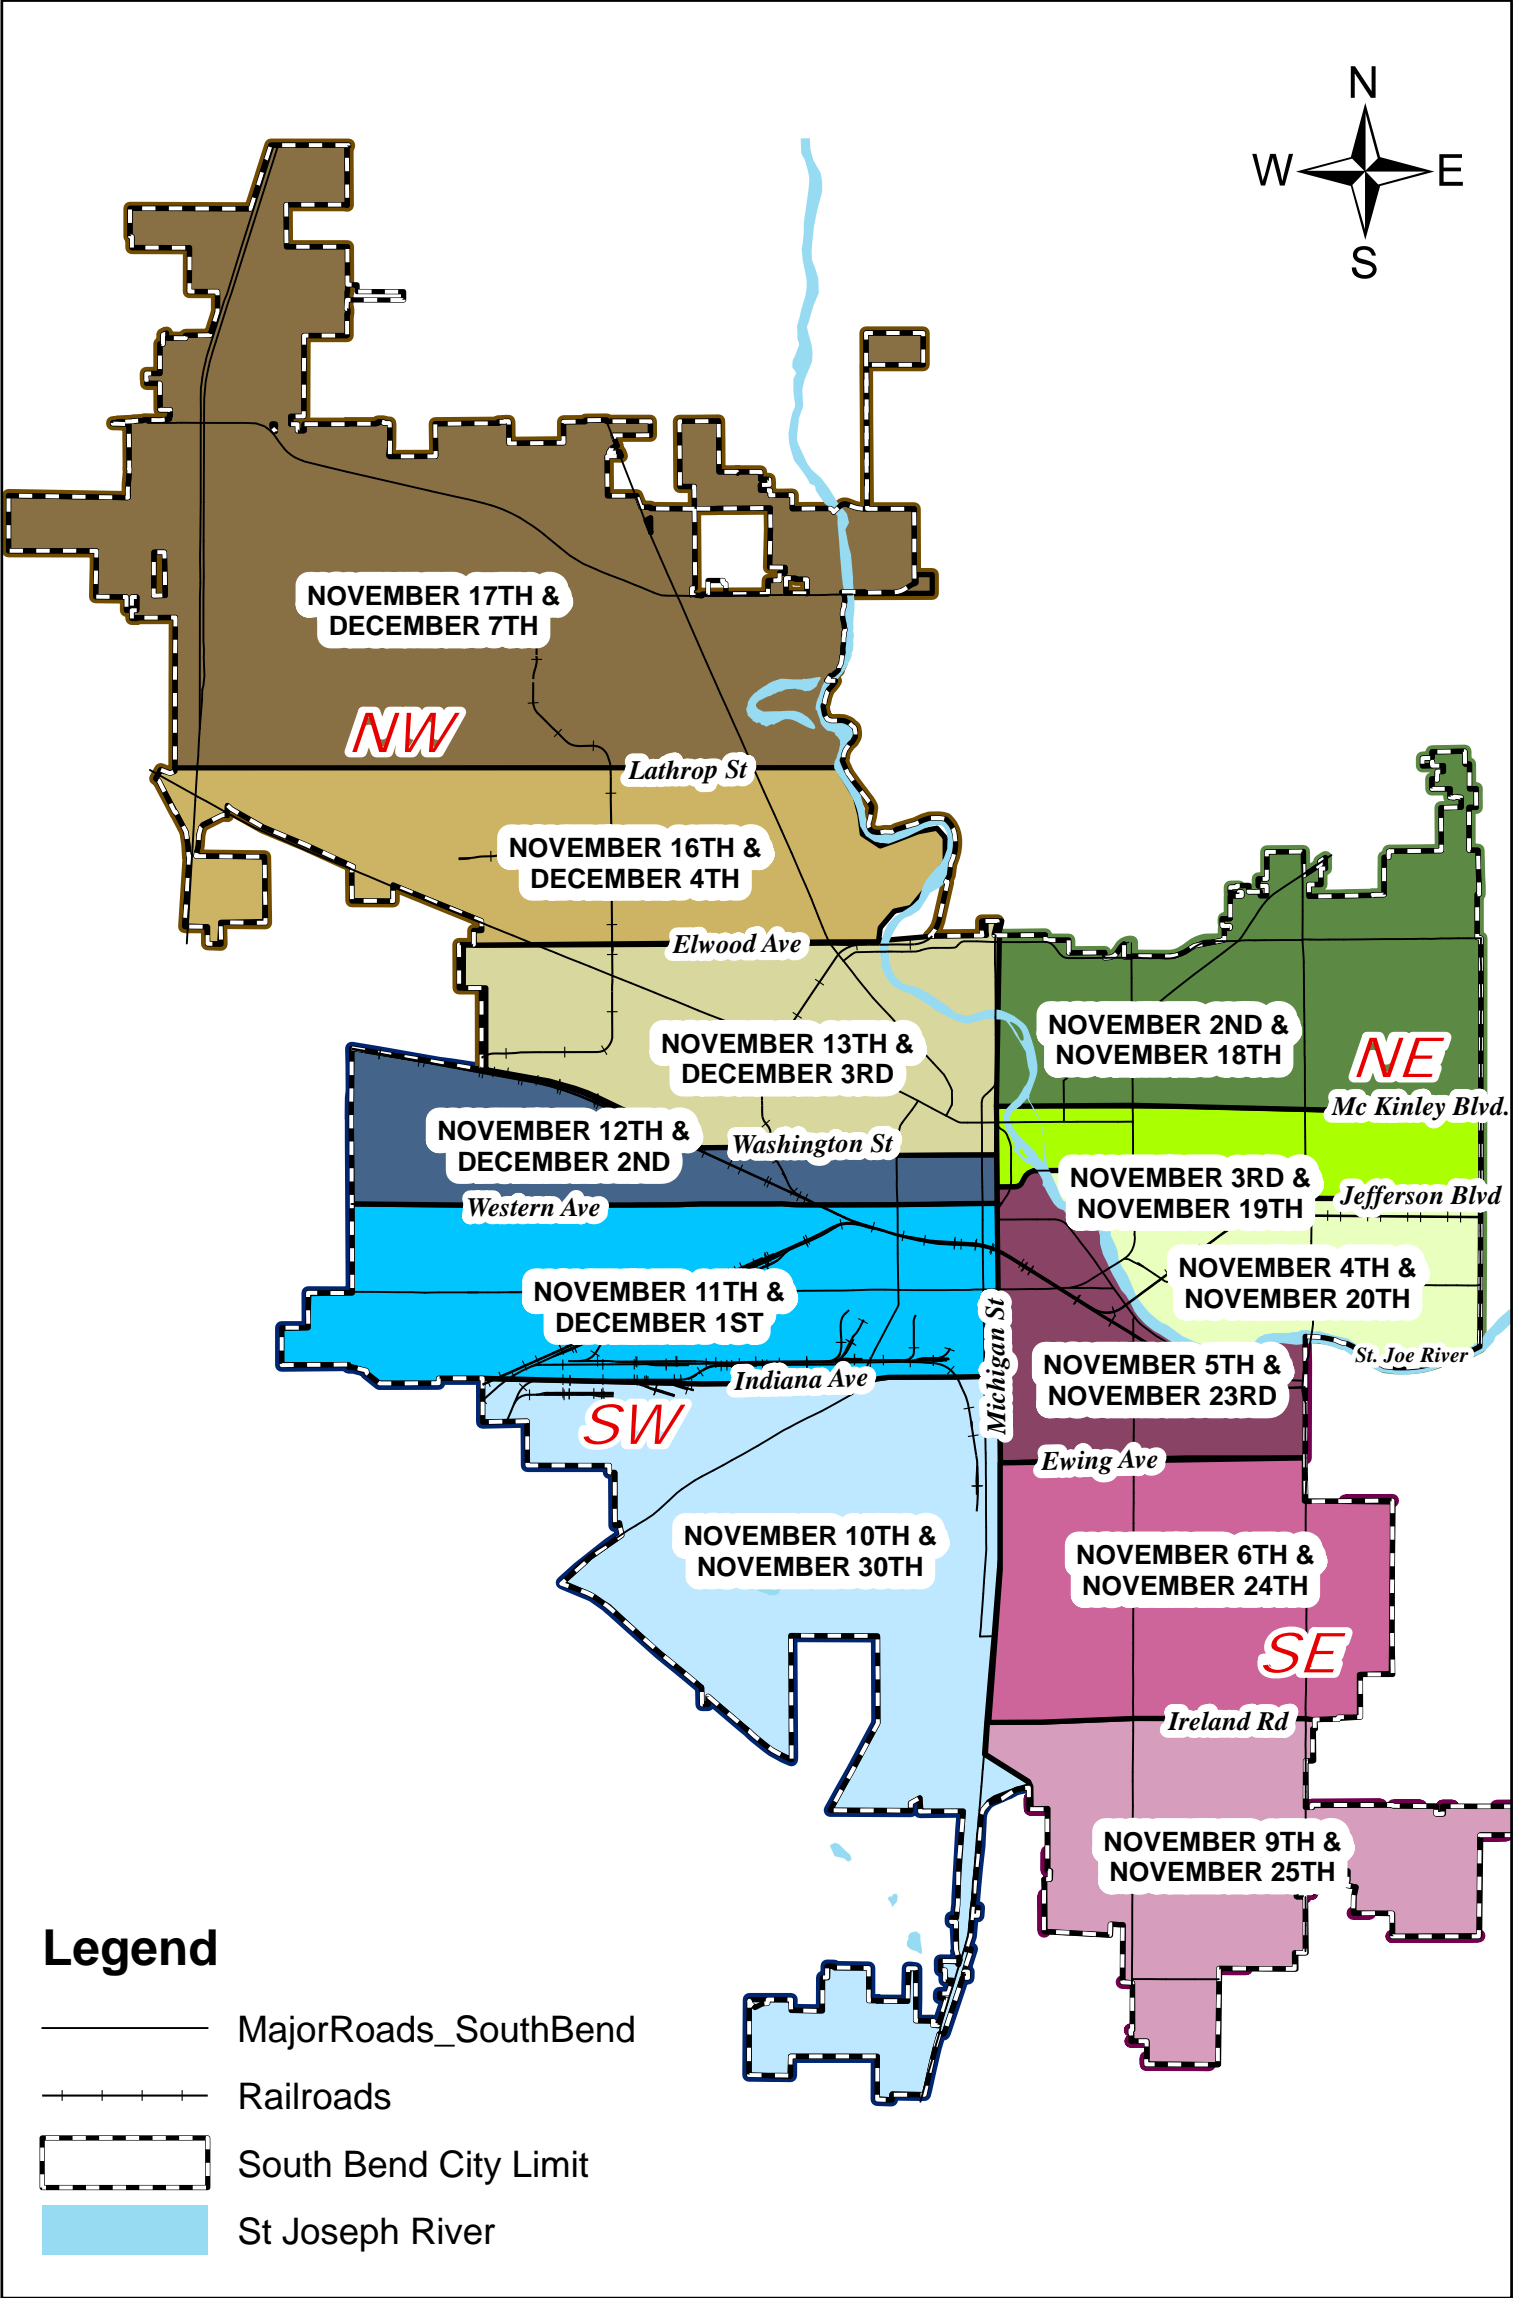 N
W
E
S
NOVEMBER 17TH &
DECEMBER 7TH
NW
Lathrop St
NOVEMBER 16TH &
DECEMBER 4TH
Elwood Ave
NOVEMBER 2ND &
NOVEMBER 18TH
NE
NOVEMBER 13TH &
DECEMBER 3RD
Mc Kinley Blvd.
NOVEMBER 12TH &
DECEMBER 2ND
Washington St
NOVEMBER 3RD &
NOVEMBER 19TH
Jefferson Blvd
Western Ave
NOVEMBER 4TH &
NOVEMBER 20TH
NOVEMBER 11TH &
DECEMBER 1ST
Michigan St
St. Joe River
NOVEMBER 5TH &
NOVEMBER 23RD
Indiana Ave
SW
Ewing Ave
NOVEMBER 10TH &
NOVEMBER 30TH
NOVEMBER 6TH &
NOVEMBER 24TH
SE
Ireland Rd
NOVEMBER 9TH &
NOVEMBER 25TH
Legend
MajorRoads_SouthBend
Railroads
South Bend City Limit
St Joseph River